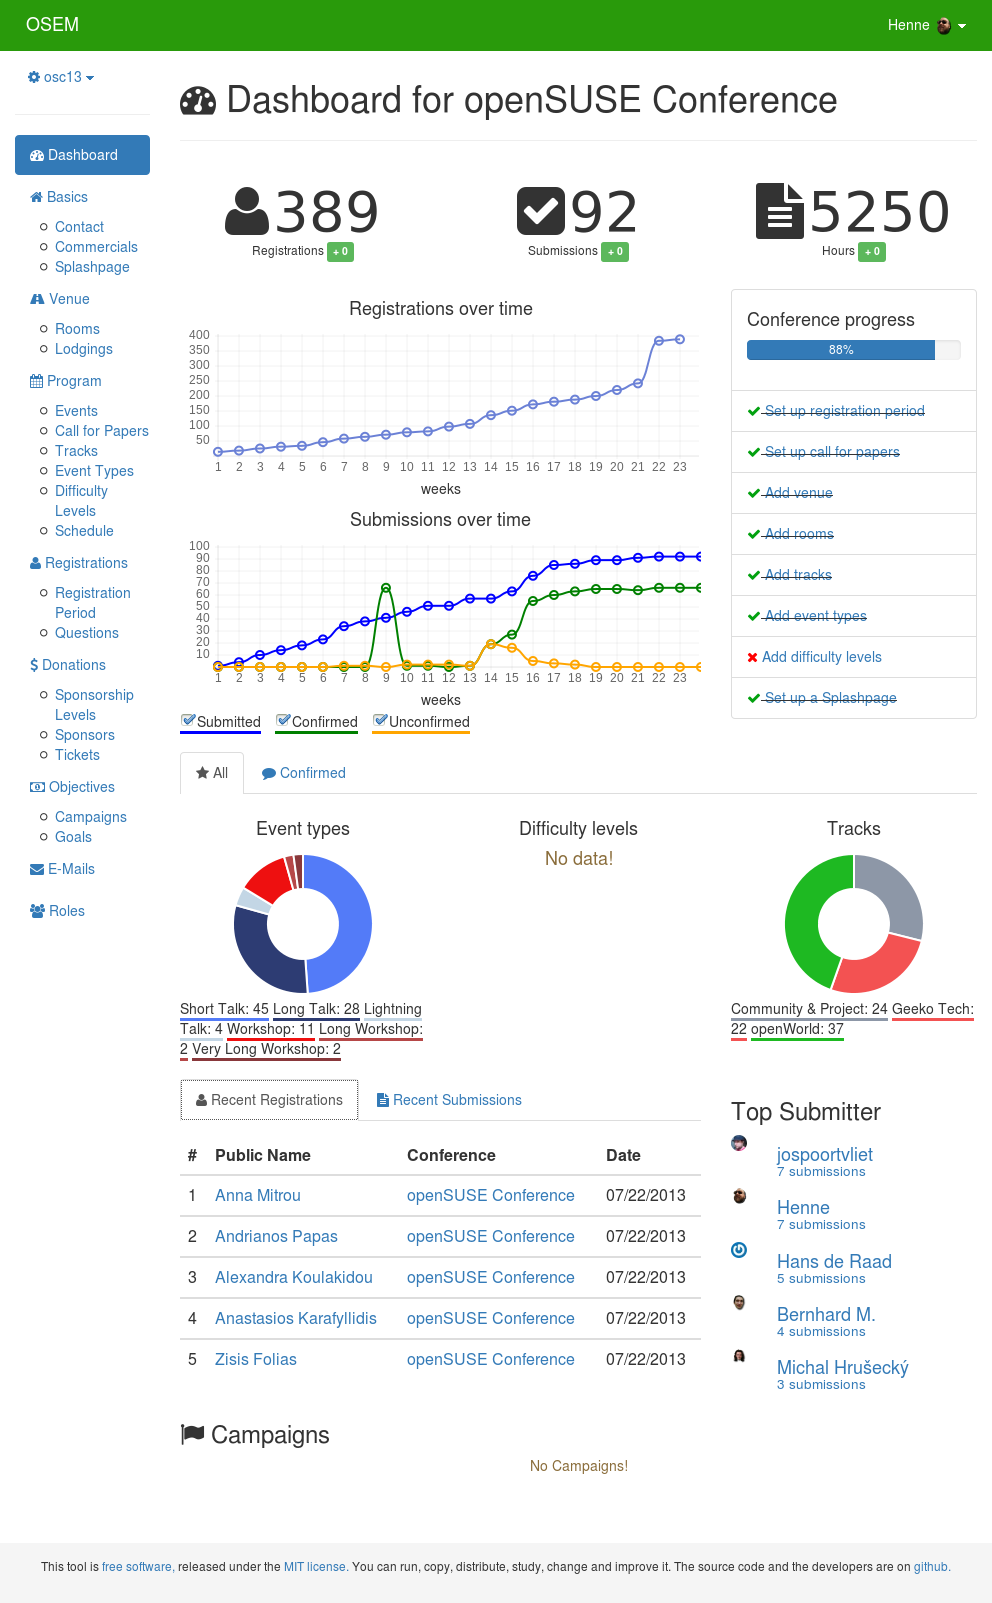 OSEM
Henne
osc13
Dashboard
Basics
Contact
Commercials
Splashpage
Venue
Rooms
Lodgings
Program
Events
Call for Papers
Tracks
Event Types
Difficulty
Levels
Schedule
Registrations
Registration
Period
Questions
Donations
Sponsorship
Levels
Sponsors
Tickets
Objectives
Campaigns
Goals
E-Mails
Roles
Dashboard for openSUSE Conference
389
Registrations + 0
92
Submissions + 0
5250
Hours + 0
Registrations over time
400
350
300
250
200
150
100
50
1 2 3 4 5 6 7 8 9 10 11 12 13 14 15 16 17 18 19 20 21 22 23
weeks
Submissions over time
100
90
80
70
60
50
40
30
20
10
1 2 3 4 5 6 7 8 9 10 11 12 13 14 15 16 17 18 19 20 21 22 23
weeks
Submitted Confirmed Unconfirmed
Conference progress
88%
Set up registration period
Set up call for papers
Add venue
Add rooms
Add tracks
Add event types
Add difficulty levels
Set up a Splashpage
All Confirmed
Event types
Short Talk: 45 Long Talk: 28 Lightning
Talk: 4 Workshop: 11 Long Workshop:
2 Very Long Workshop: 2
Difficulty levels
No data!
Tracks
Community & Project: 24 Geeko Tech:
22 openWorld: 37
Recent Registrations Recent Submissions
# Public Name Conference Date
1 Anna Mitrou openSUSE Conference 07/22/2013
2 Andrianos Papas openSUSE Conference 07/22/2013
3 Alexandra Koulakidou openSUSE Conference 07/22/2013
4 Anastasios Karafyllidis openSUSE Conference 07/22/2013
5 Zisis Folias openSUSE Conference 07/22/2013
Top Submitter
jospoortvliet
7 submissions
Henne
7 submissions
Hans de Raad
5 submissions
Bernhard M.
4 submissions
Michal Hrušecký
3 submissions
Campaigns
No Campaigns!
This tool is free software, released under the MIT license. You can run, copy, distribute, study, change and improve it. The source code and the developers are on github.